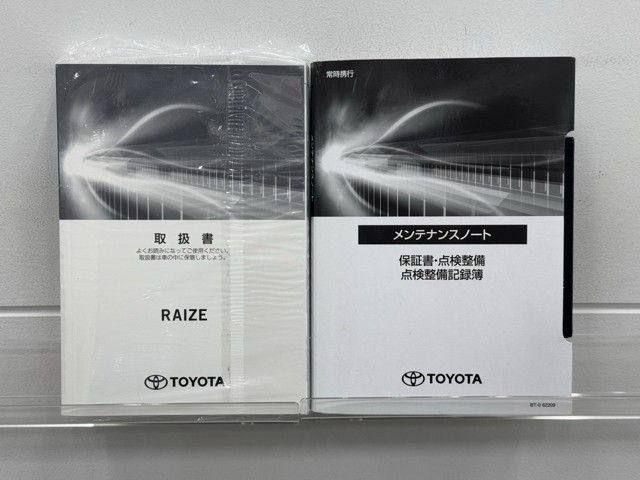 取扱書
よくお読みになってご使用ください。
取扱書は車の中に保管しましょう。
RAIZE
TOYOTA
常時携行
メンテナンスノート
保証書・点検整備
点検整備記録簿
TOYOTA